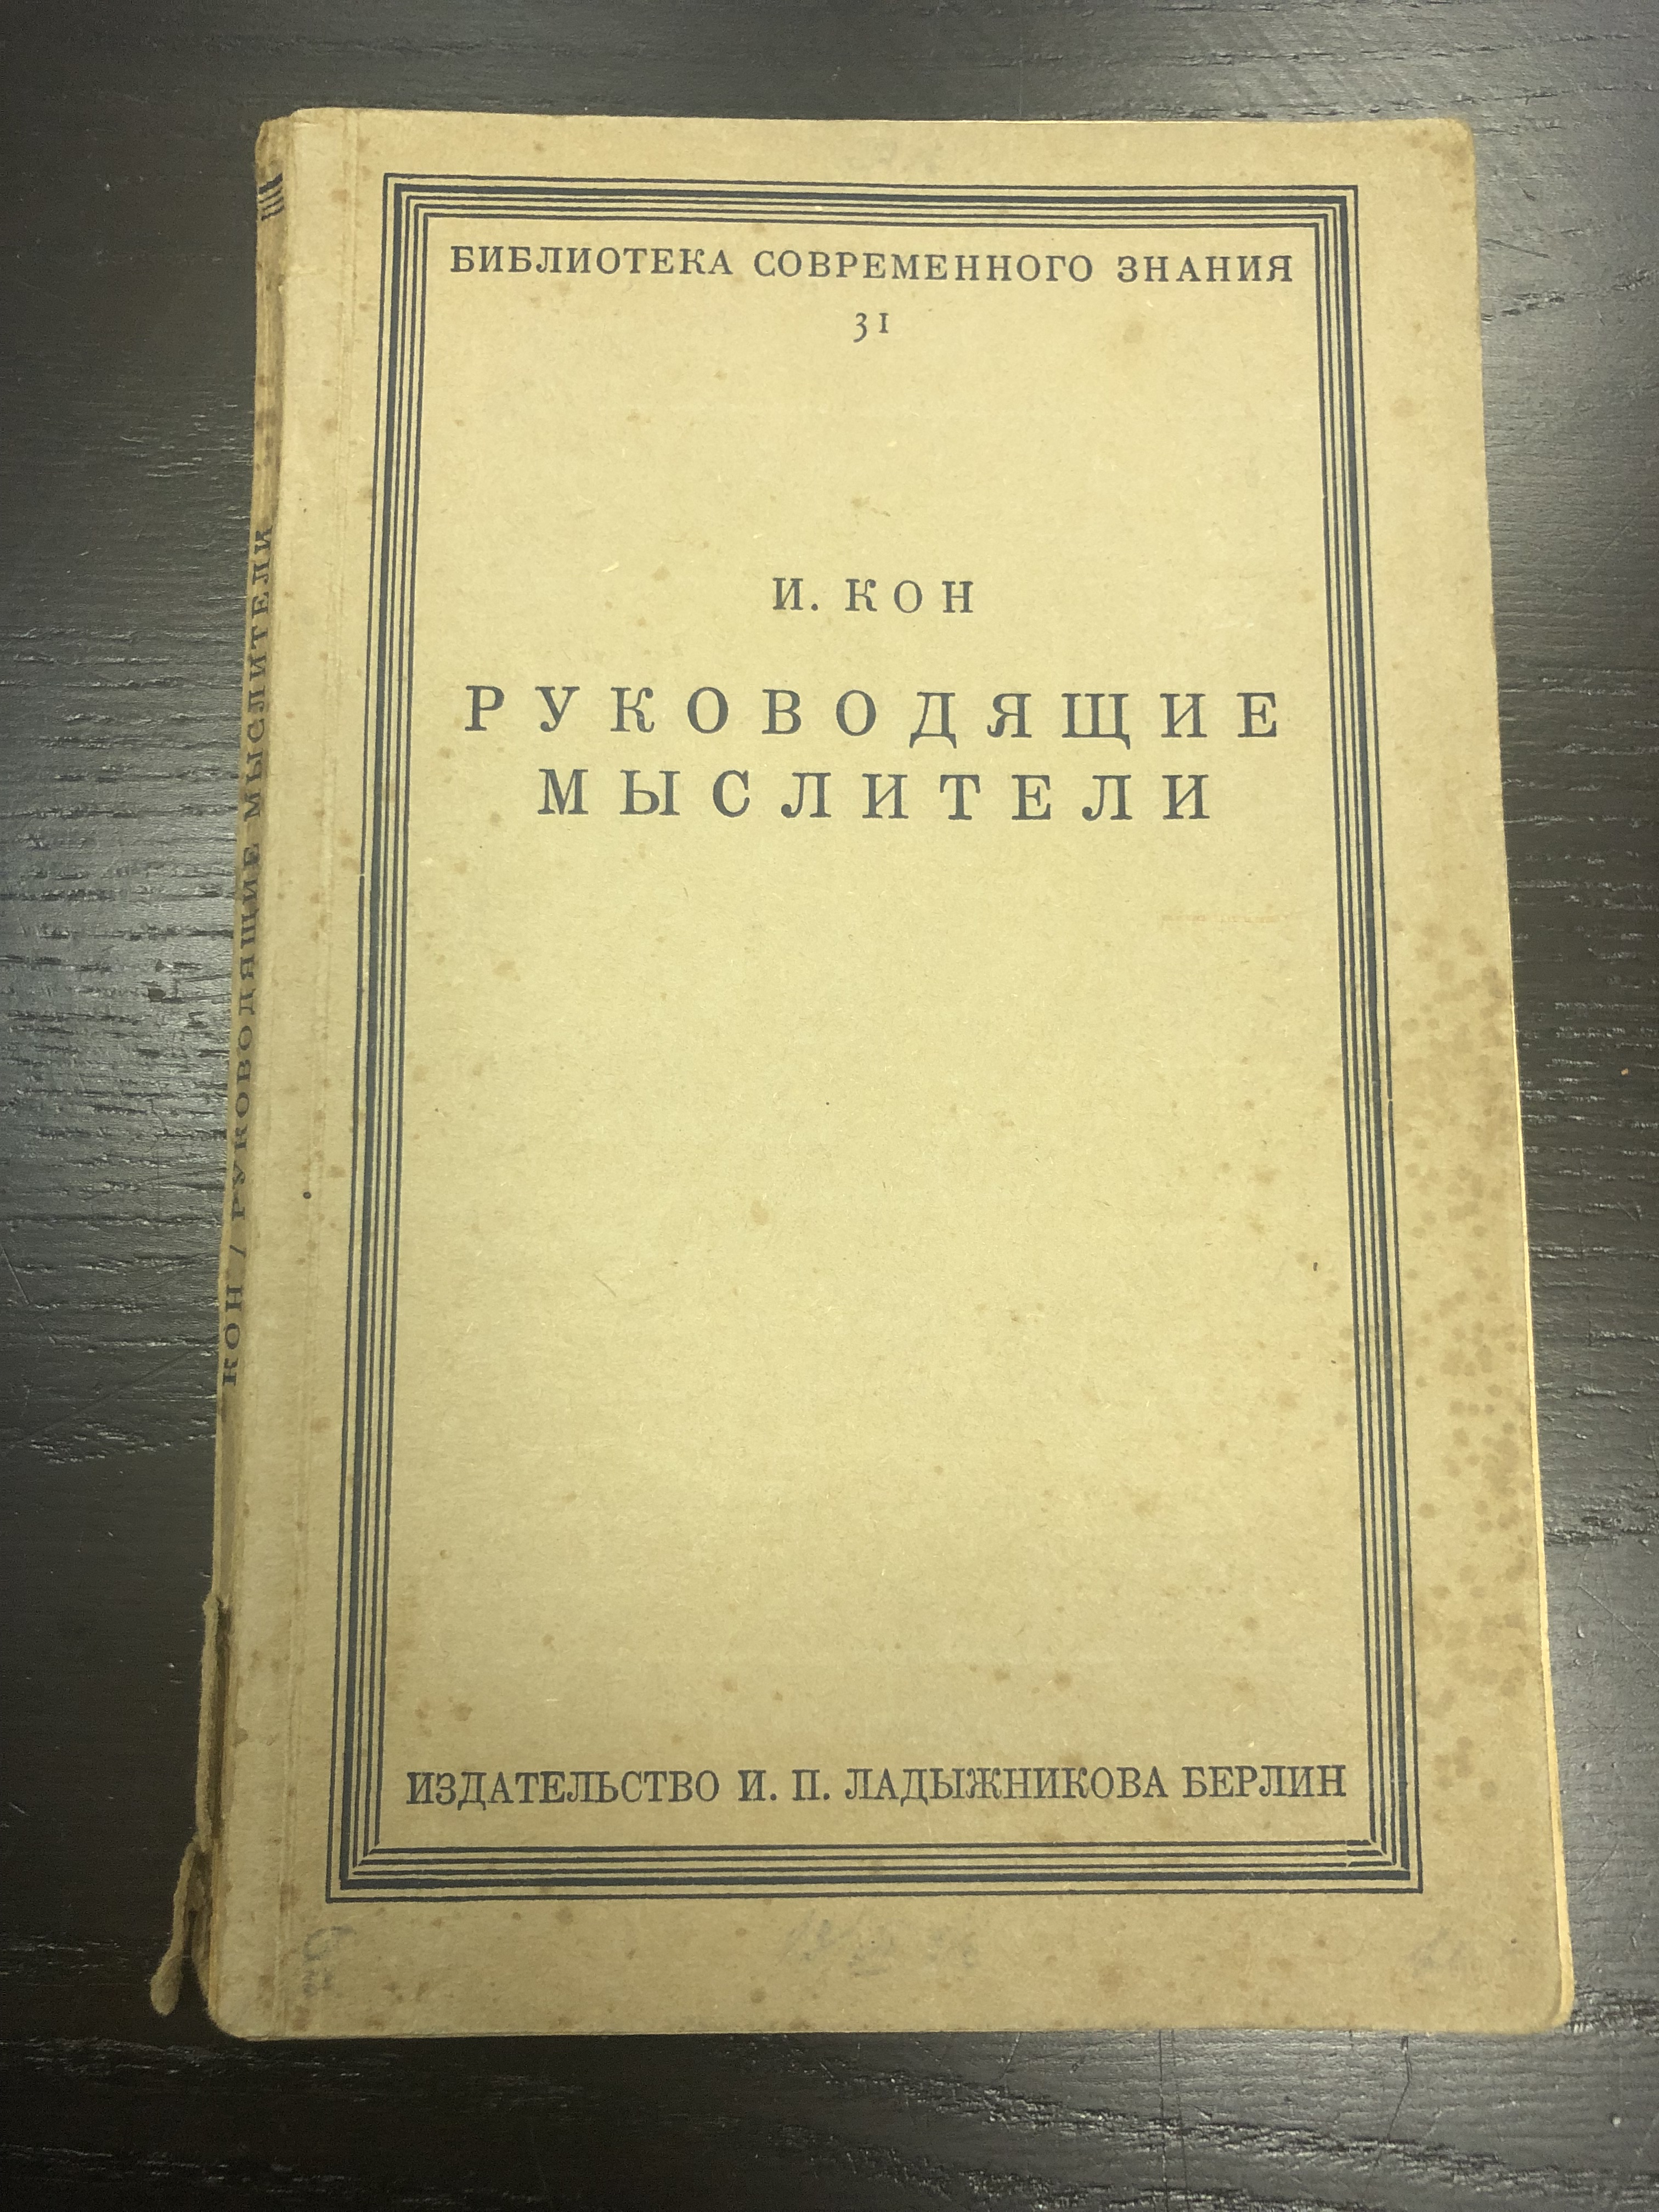 БИБЛИОТЕКА СОВРЕМЕННОГО ЗНАНИЯ
31
И. КОН
РУКОВОДЯЩИЕ
МЫСЛИТЕЛИ
ИЗДАТЕЛЬСТВО И. П. ЛАДЫЖНИКОВА БЕРЛИН
КОН / РУКОВОДЯЩИЕ МЫСЛИТЕЛИ